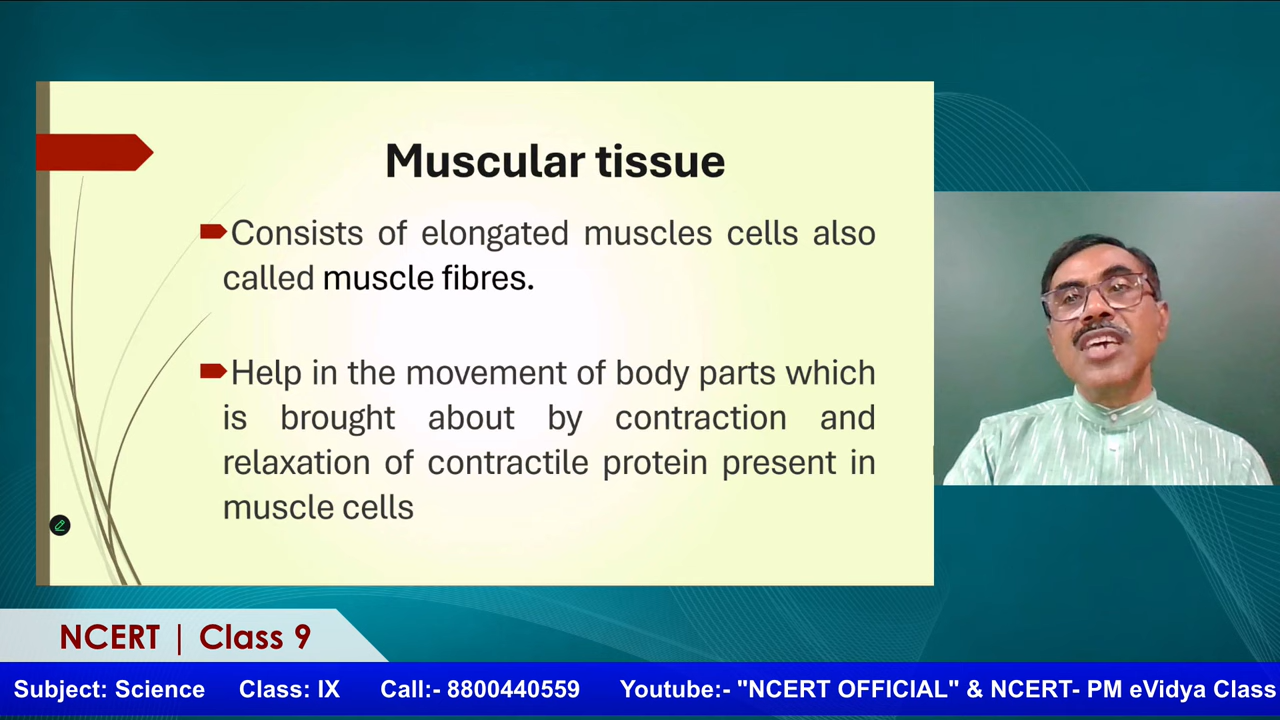 Muscular tissue
Consists of elongated muscles cells also
called muscle fibres.
Help in the movement of body parts which
is brought about by contraction and
relaxation of contractile protein present in
muscle cells
NCERT | Class 9
Subject: Science Class: IX Call:- 8800440559 Youtube:- "NCERT OFFICIAL" & NCERT- PM eVidya Class